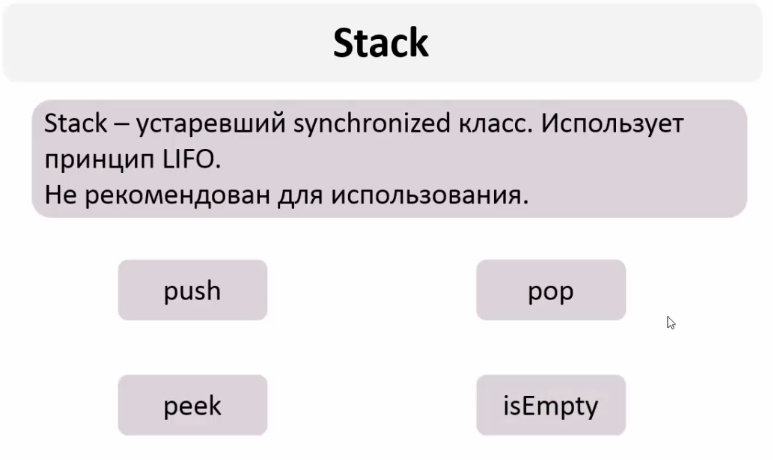 Stack
Stack – устаревший synchronized класс. Использует
принцип LIFO.
Не рекомендован для использования.
push
pop
peek
isEmpty